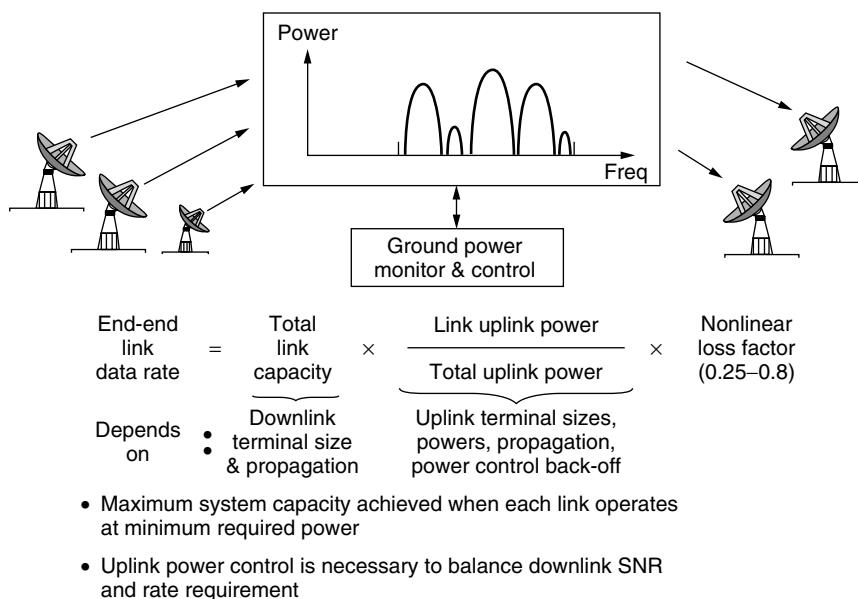 Power
Freq
Ground power
monitor & control
End-end
link
data rate
=
Total
link
capacity
×
Link uplink power
Total uplink power
×
Nonlinear
loss factor
(0.25–0.8)
Depends
on
:
Downlink
terminal size
& propagation
Uplink terminal sizes,
powers, propagation,
power control back-off
• Maximum system capacity achieved when each link operates
at minimum required power
• Uplink power control is necessary to balance downlink SNR
and rate requirement